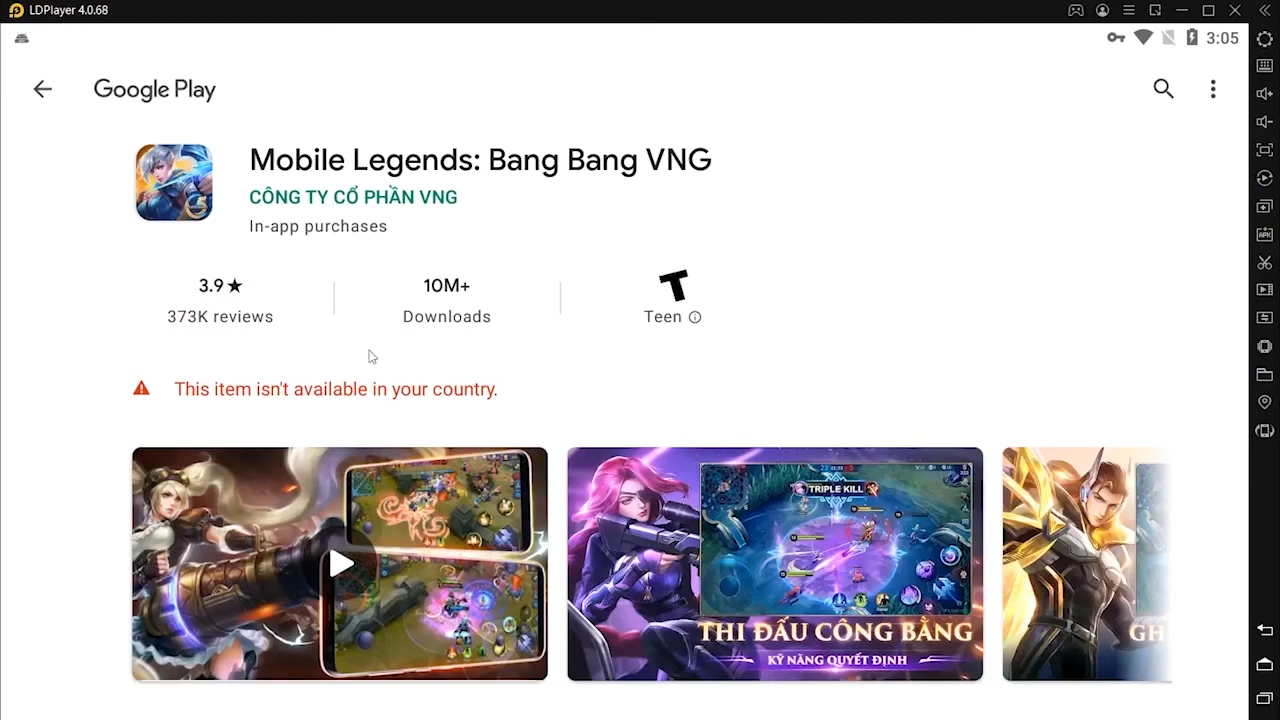 LDPlayer 4.0.68
3:05
Google Play
Mobile Legends: Bang Bang VNG
CÔNG TY CỔ PHẦN VNG
In-app purchases
3.9★
373K reviews
10M+
Downloads
T
Teen
This item isn't available in your country.
TRIPLE KILL
THI ĐẤU CÔNG BẰNG
KỸ NĂNG QUYẾT ĐỊNH
GH
APK